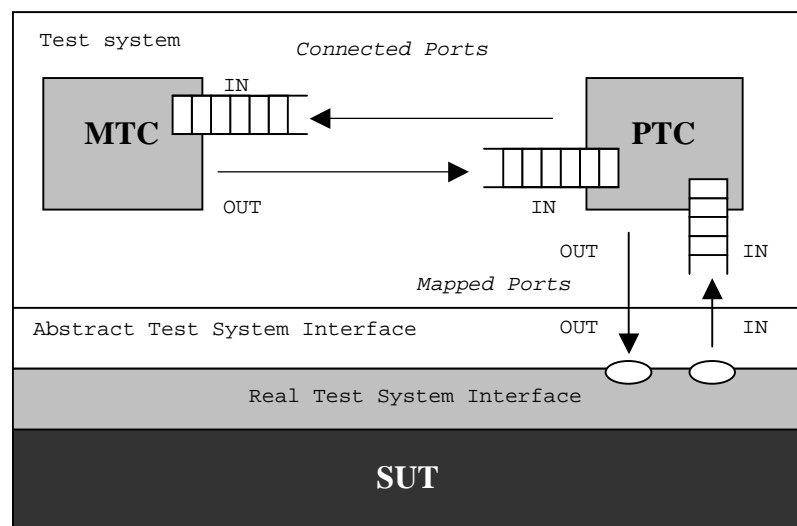 Test system
Connected Ports
IN
MTC
PTC
OUT
IN
OUT
IN
Mapped Ports
Abstract Test System Interface
OUT
IN
Real Test System Interface
SUT